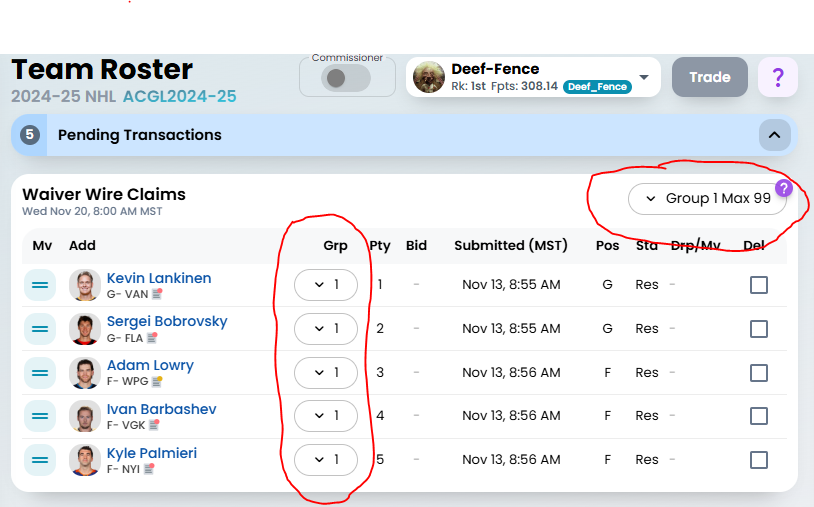 Team Roster
Commissioner
Deef-Fence
Rk: 1st Fpts: 308.14 Deef_Fence
Trade
?
2024-25 NHL ACGL2024-25
5 Pending Transactions
Waiver Wire Claims
Wed Nov 20, 8:00 AM MST
Group 1 Max 99
?
Mv Add Grp Pty Bid Submitted (MST) Pos Sta Drp/Mv Del
Kevin Lankinen
G- VAN
1 1 - Nov 13, 8:55 AM G Res -
Sergei Bobrovsky
G- FLA
1 2 - Nov 13, 8:55 AM G Res -
Adam Lowry
F- WPG
1 3 - Nov 13, 8:56 AM F Res -
Ivan Barbashev
F- VGK
1 4 - Nov 13, 8:56 AM F Res -
Kyle Palmieri
F- NYI
1 5 - Nov 13, 8:56 AM F Res -